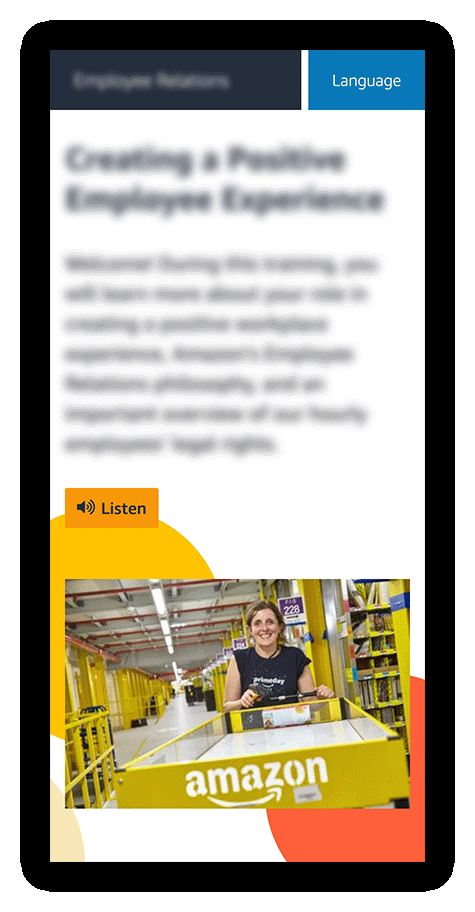 Employee Relations
Language
Creating a Positive
Employee Experience
Welcome! During this training, you
will learn more about your role in
creating a positive workplace
experience, Amazon's Employee
Relations philosophy, and an
important overview of our hourly
employees' legal rights.
Listen
228
primeday
amazon